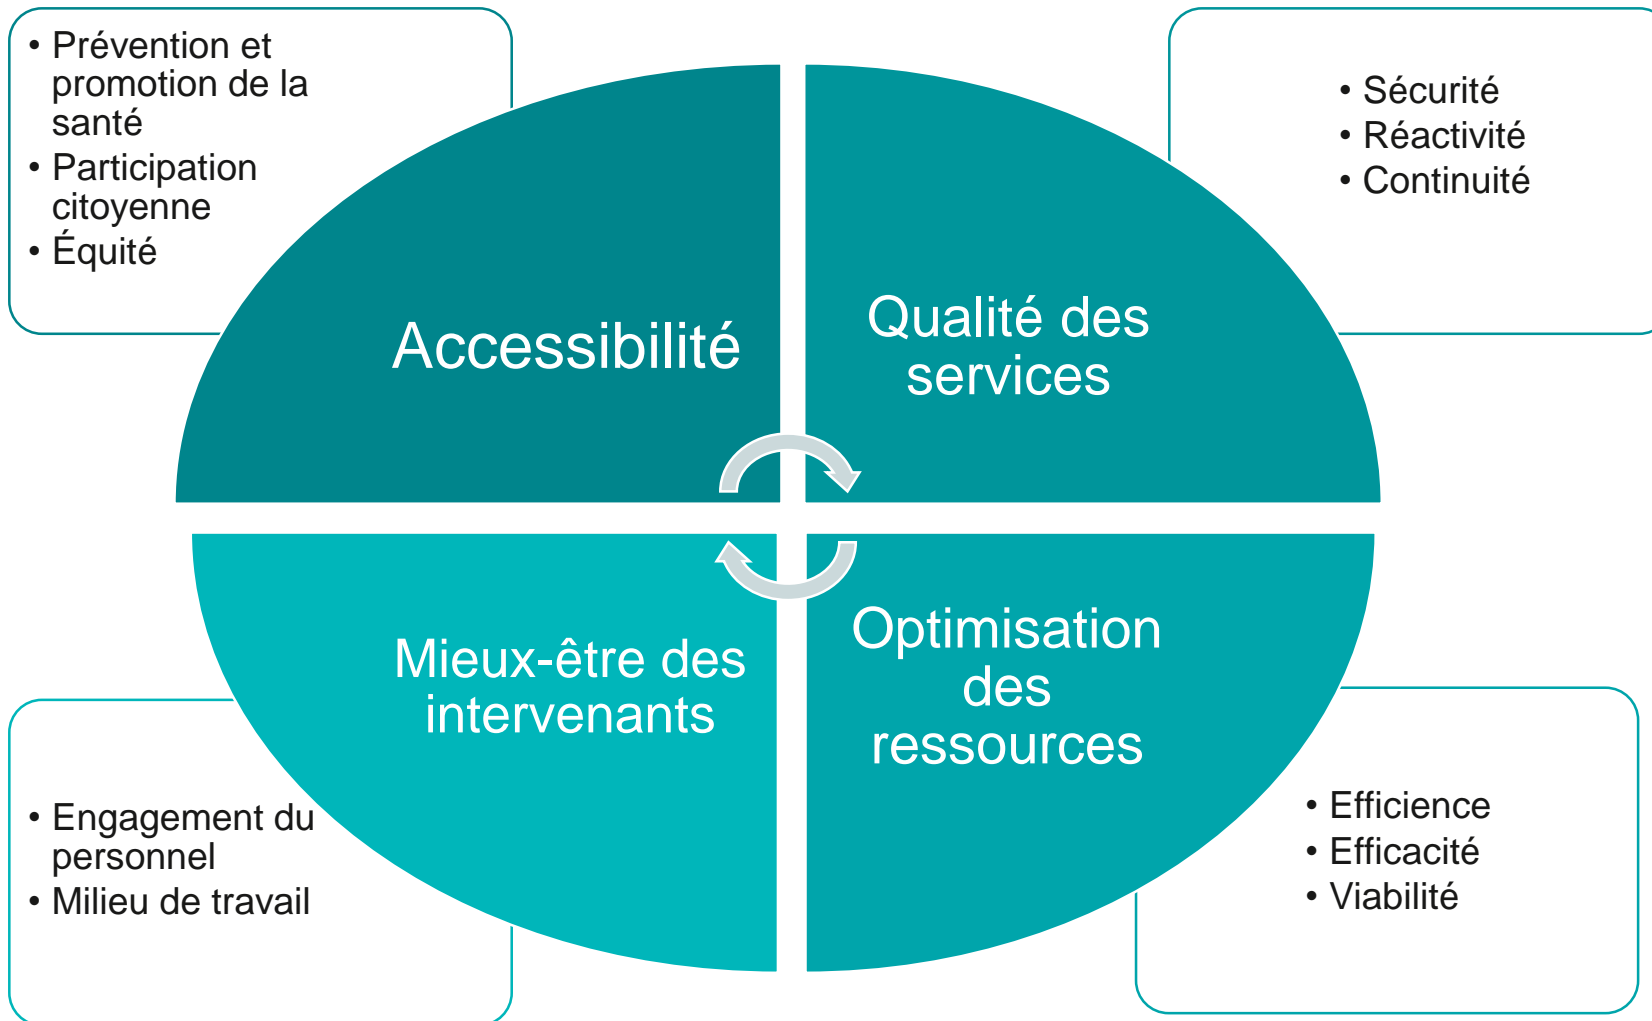 • Prévention et
promotion de la
santé
• Participation
citoyenne
• Équité
Accessibilité
• Sécurité
• Réactivité
• Continuité
Qualité des
services
Mieux-être des
intervenants
• Engagement du
personnel
• Milieu de travail
Optimisation
des
ressources
• Efficience
• Efficacité
• Viabilité